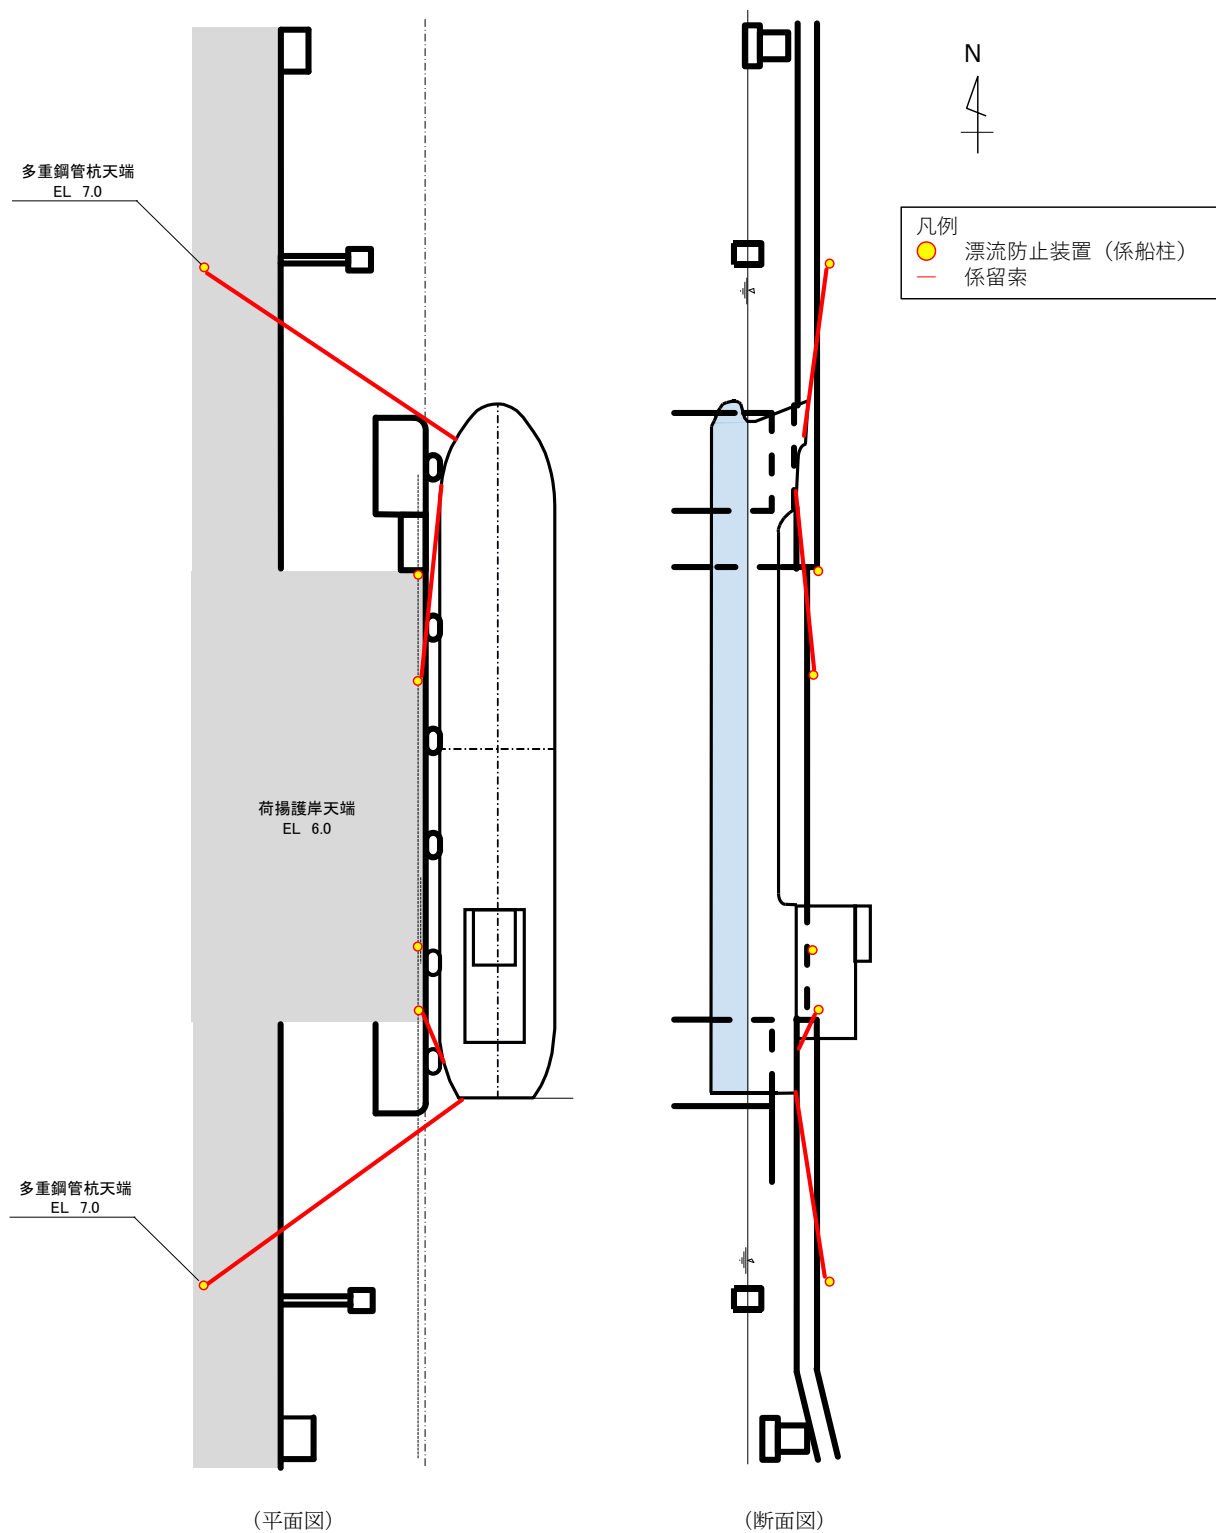 N
多重鋼管杭天端
EL 7.0
凡例
漂流防止装置（係船柱）
係留索
荷揚護岸天端
EL 6.0
多重鋼管杭天端
EL 7.0
（平面図）
（断面図）